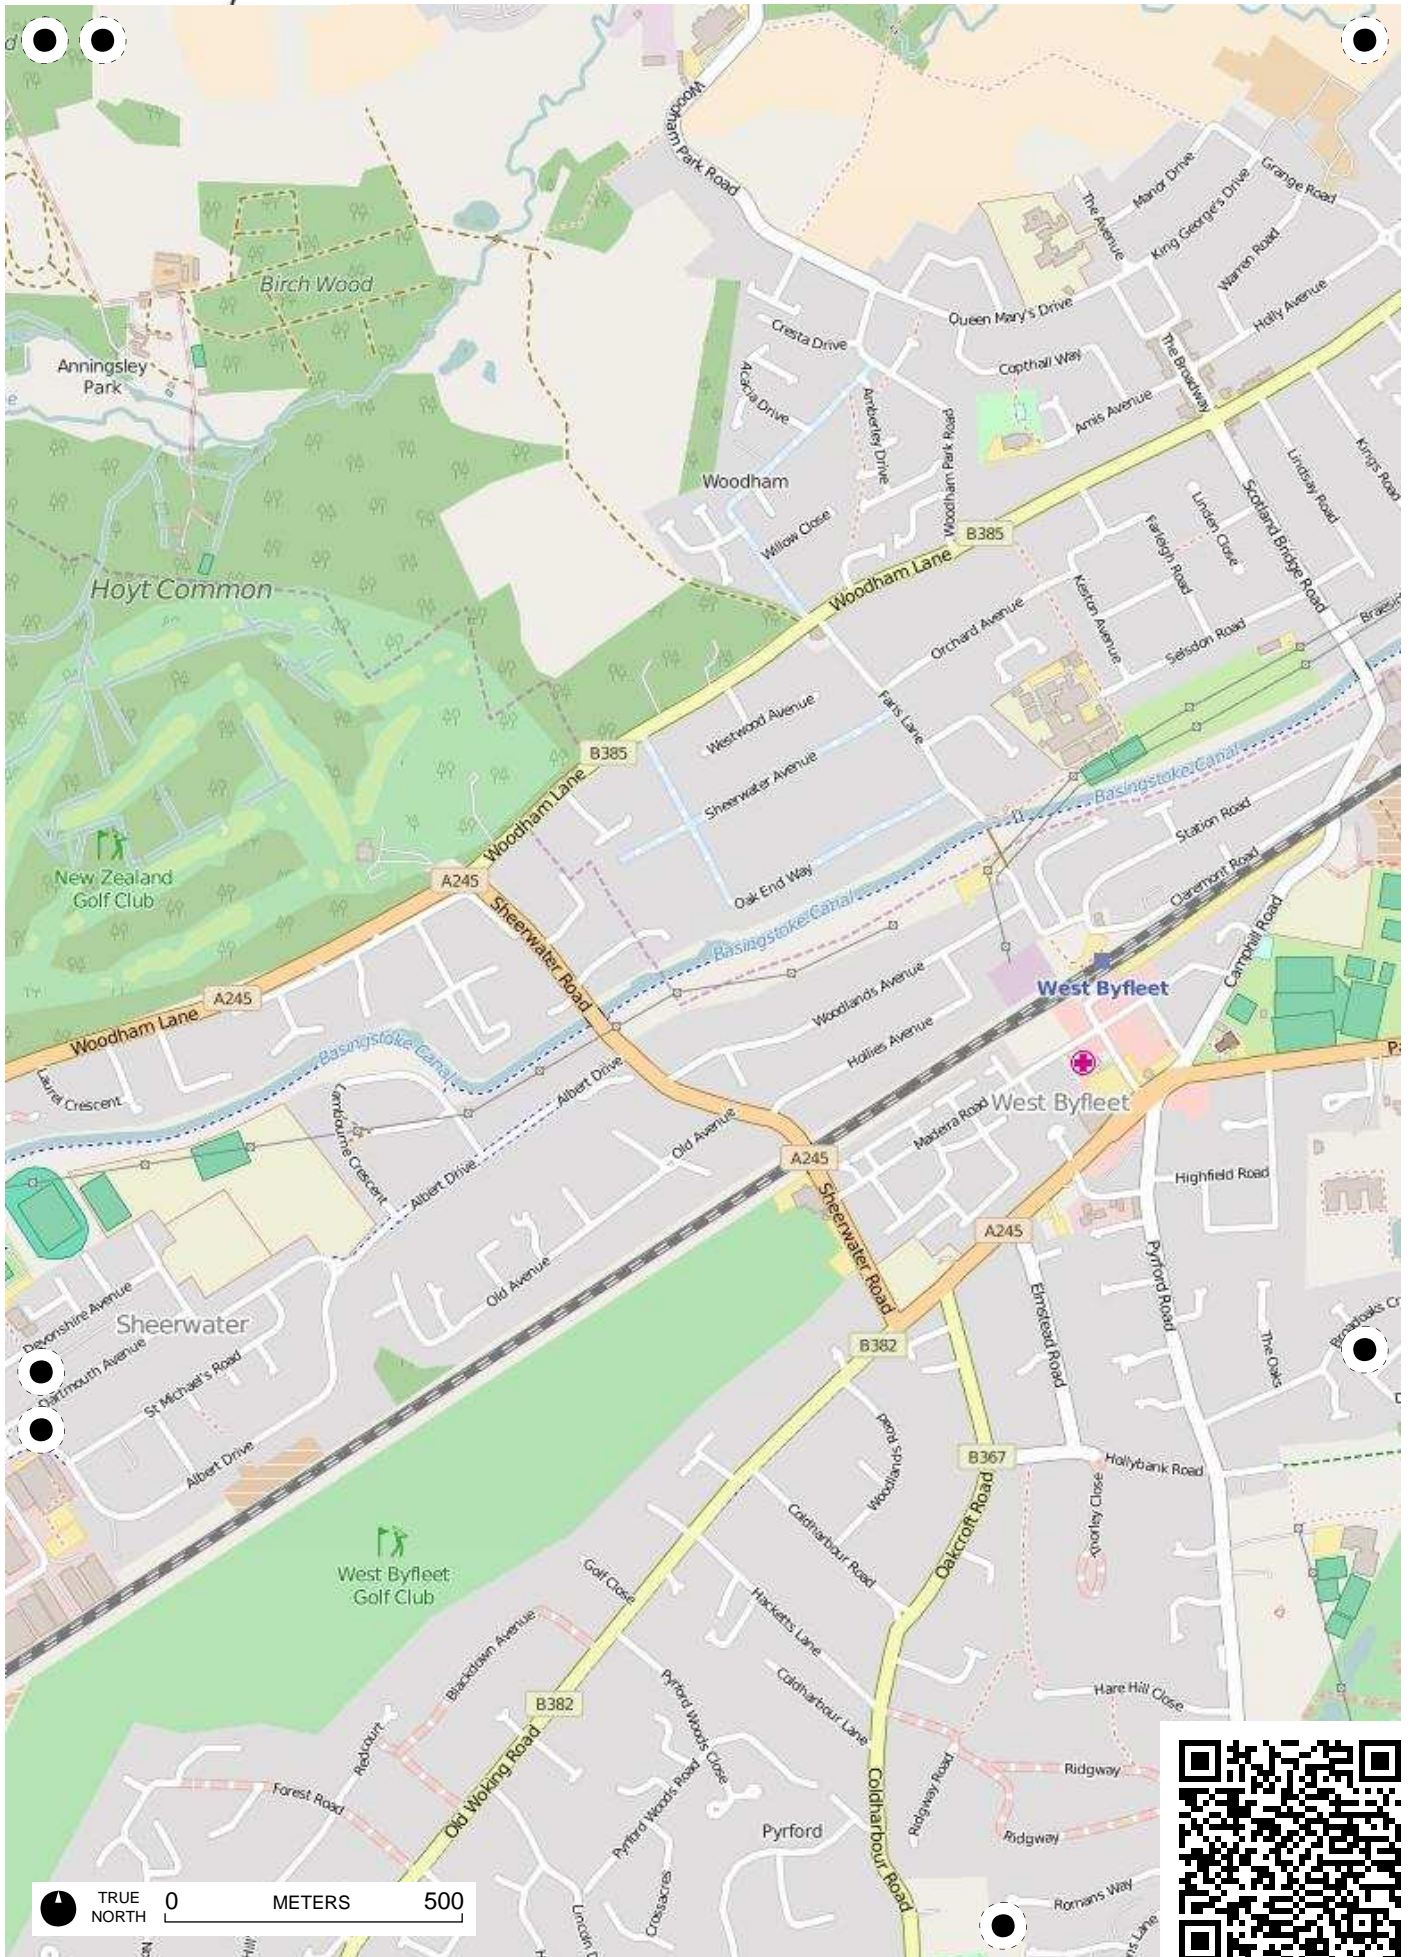 Woodham Park Road
Manor Drive
Grange Road
King George's Drive
The Avenue
Warren Road
Birch Wood
Holly Avenue
Queen Mary's Drive
Cresta Drive
The Broadway
Copthall Way
Anningsley
Park
Acacia Drive
Amberley Drive
Amis Avenue
Woodham Park Road
King's Road
Lindsay Road
Woodham
Scotland Bridge Road
Linden Close
Willow Close
B385
Farleigh Road
Woodham Lane
Hoyt Common
Keston Avenue
Orchard Avenue
Selsdon Road
Faris Lane
Westwood Avenue
B385
Sheerwater Avenue
Basingstoke Canal
Woodham Lane
Station Road
New Zealand
Golf Club
A245
Oak End Way
Claremont Road
Sheerwater Road
Basingstoke Canal
Camphill Road
A245
Woodlands Avenue
West Byfleet
Woodham Lane
Hollies Avenue
Basingstoke Canal
Laurel Crescent
Albert Drive
Lambourne Crescent
West Byfleet
Madeira Road
Old Avenue
A245
Albert Drive
Highfield Road
Sheerwater Road
A245
Pyrford Road
Old Avenue
Elmstead Road
Devonshire Avenue
Sheerwater
B382
The Oaks
Dartmouth Avenue
St Michael's Road
Woodlands Road
Albert Drive
B367
Hollybank Road
Thorley Close
Coldharbour Road
Oakcroft Road
West Byfleet
Golf Club
Golf Close
Hacketts Lane
Blackdown Avenue
Pyrford Woods Close
Coldharbour Lane
Hare Hill Close
B382
Redcourt
Old Woking Road
Ridgway Road
Ridgway
Forest Road
Pyrford Woods Road
Pyrford
Coldharbour Road
Ridgway
Crossacres
Romans Way
TRUE
NORTH
0 METERS 500